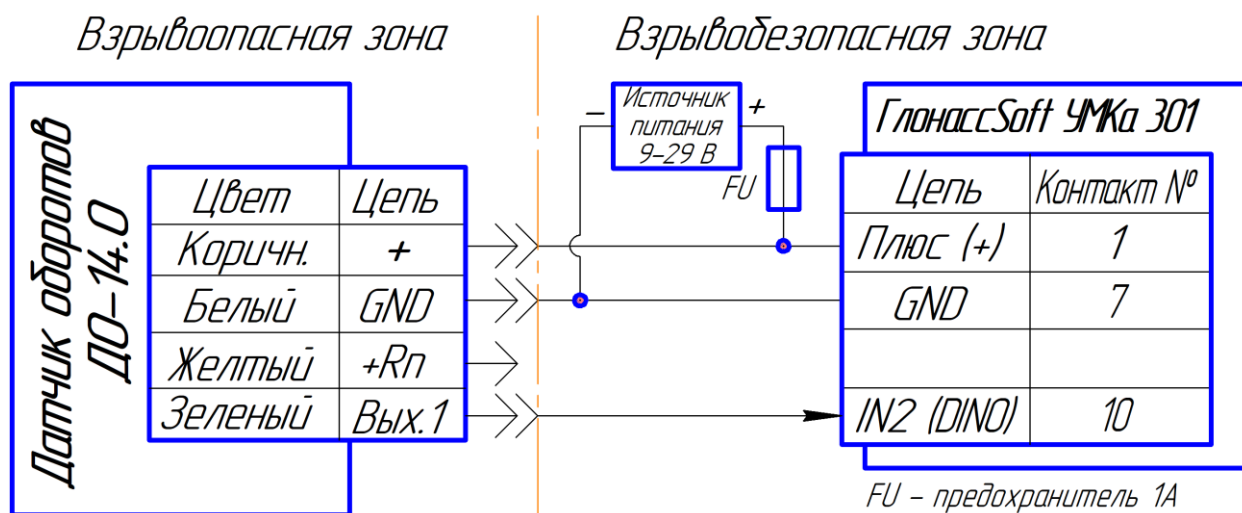 Взрывоопасная зона
Взрывобезопасная зона
Датчик оборотов
ДО-14.О
Цвет Цепь
Коричн. +
Белый GND
Желтый +Rп
Зеленый Вых.1
Источник
питания
9-29 В
- +
FU
ГлонассSoft УМКа 301
Цепь Контакт №
Плюс (+) 1
GND 7
IN2 (DIN0) 10
FU - предохранитель 1А